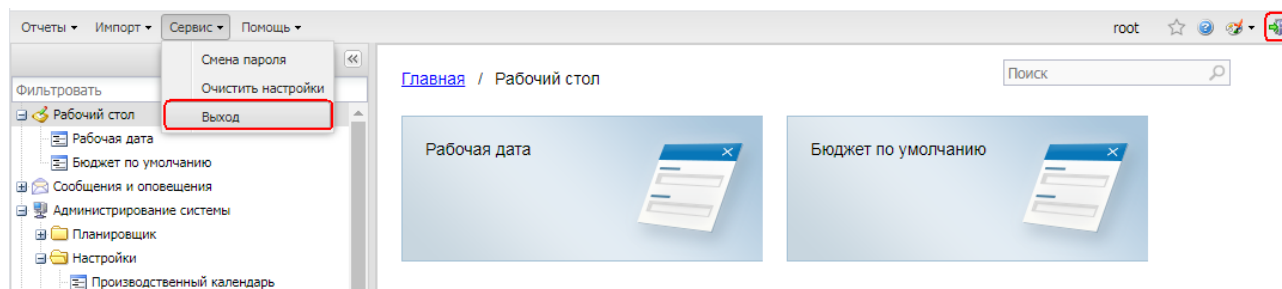 Отчеты Импорт Сервис Помощь root
Смена пароля
Очистить настройки
Выход
Фильтровать
Рабочий стол
Рабочая дата
Бюджет по умолчанию
Сообщения и оповещения
Администрирование системы
Планировщик
Настройки
Производственный календарь
Главная / Рабочий стол
Поиск
Рабочая дата
Бюджет по умолчанию